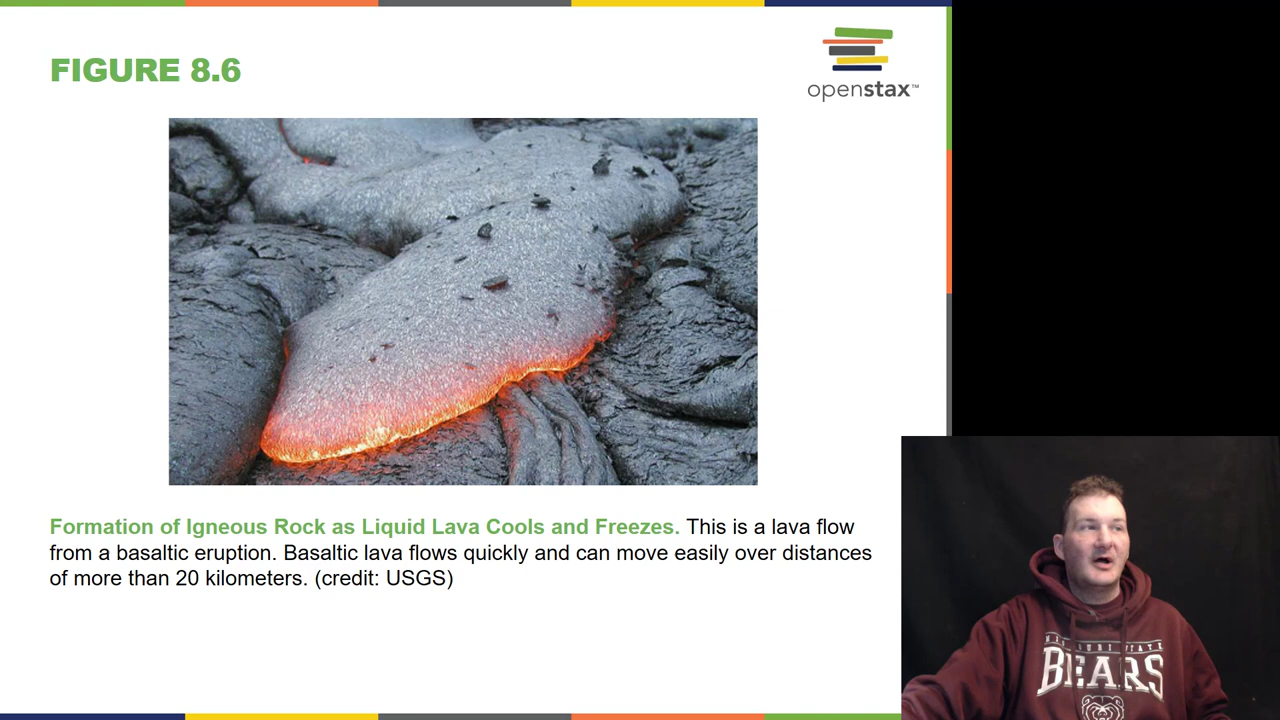 FIGURE 8.6
openstax™
Formation of Igneous Rock as Liquid Lava Cools and Freezes. This is a lava flow
from a basaltic eruption. Basaltic lava flows quickly and can move easily over distances
of more than 20 kilometers. (credit: USGS)
MISSOURI STATE
BEARS